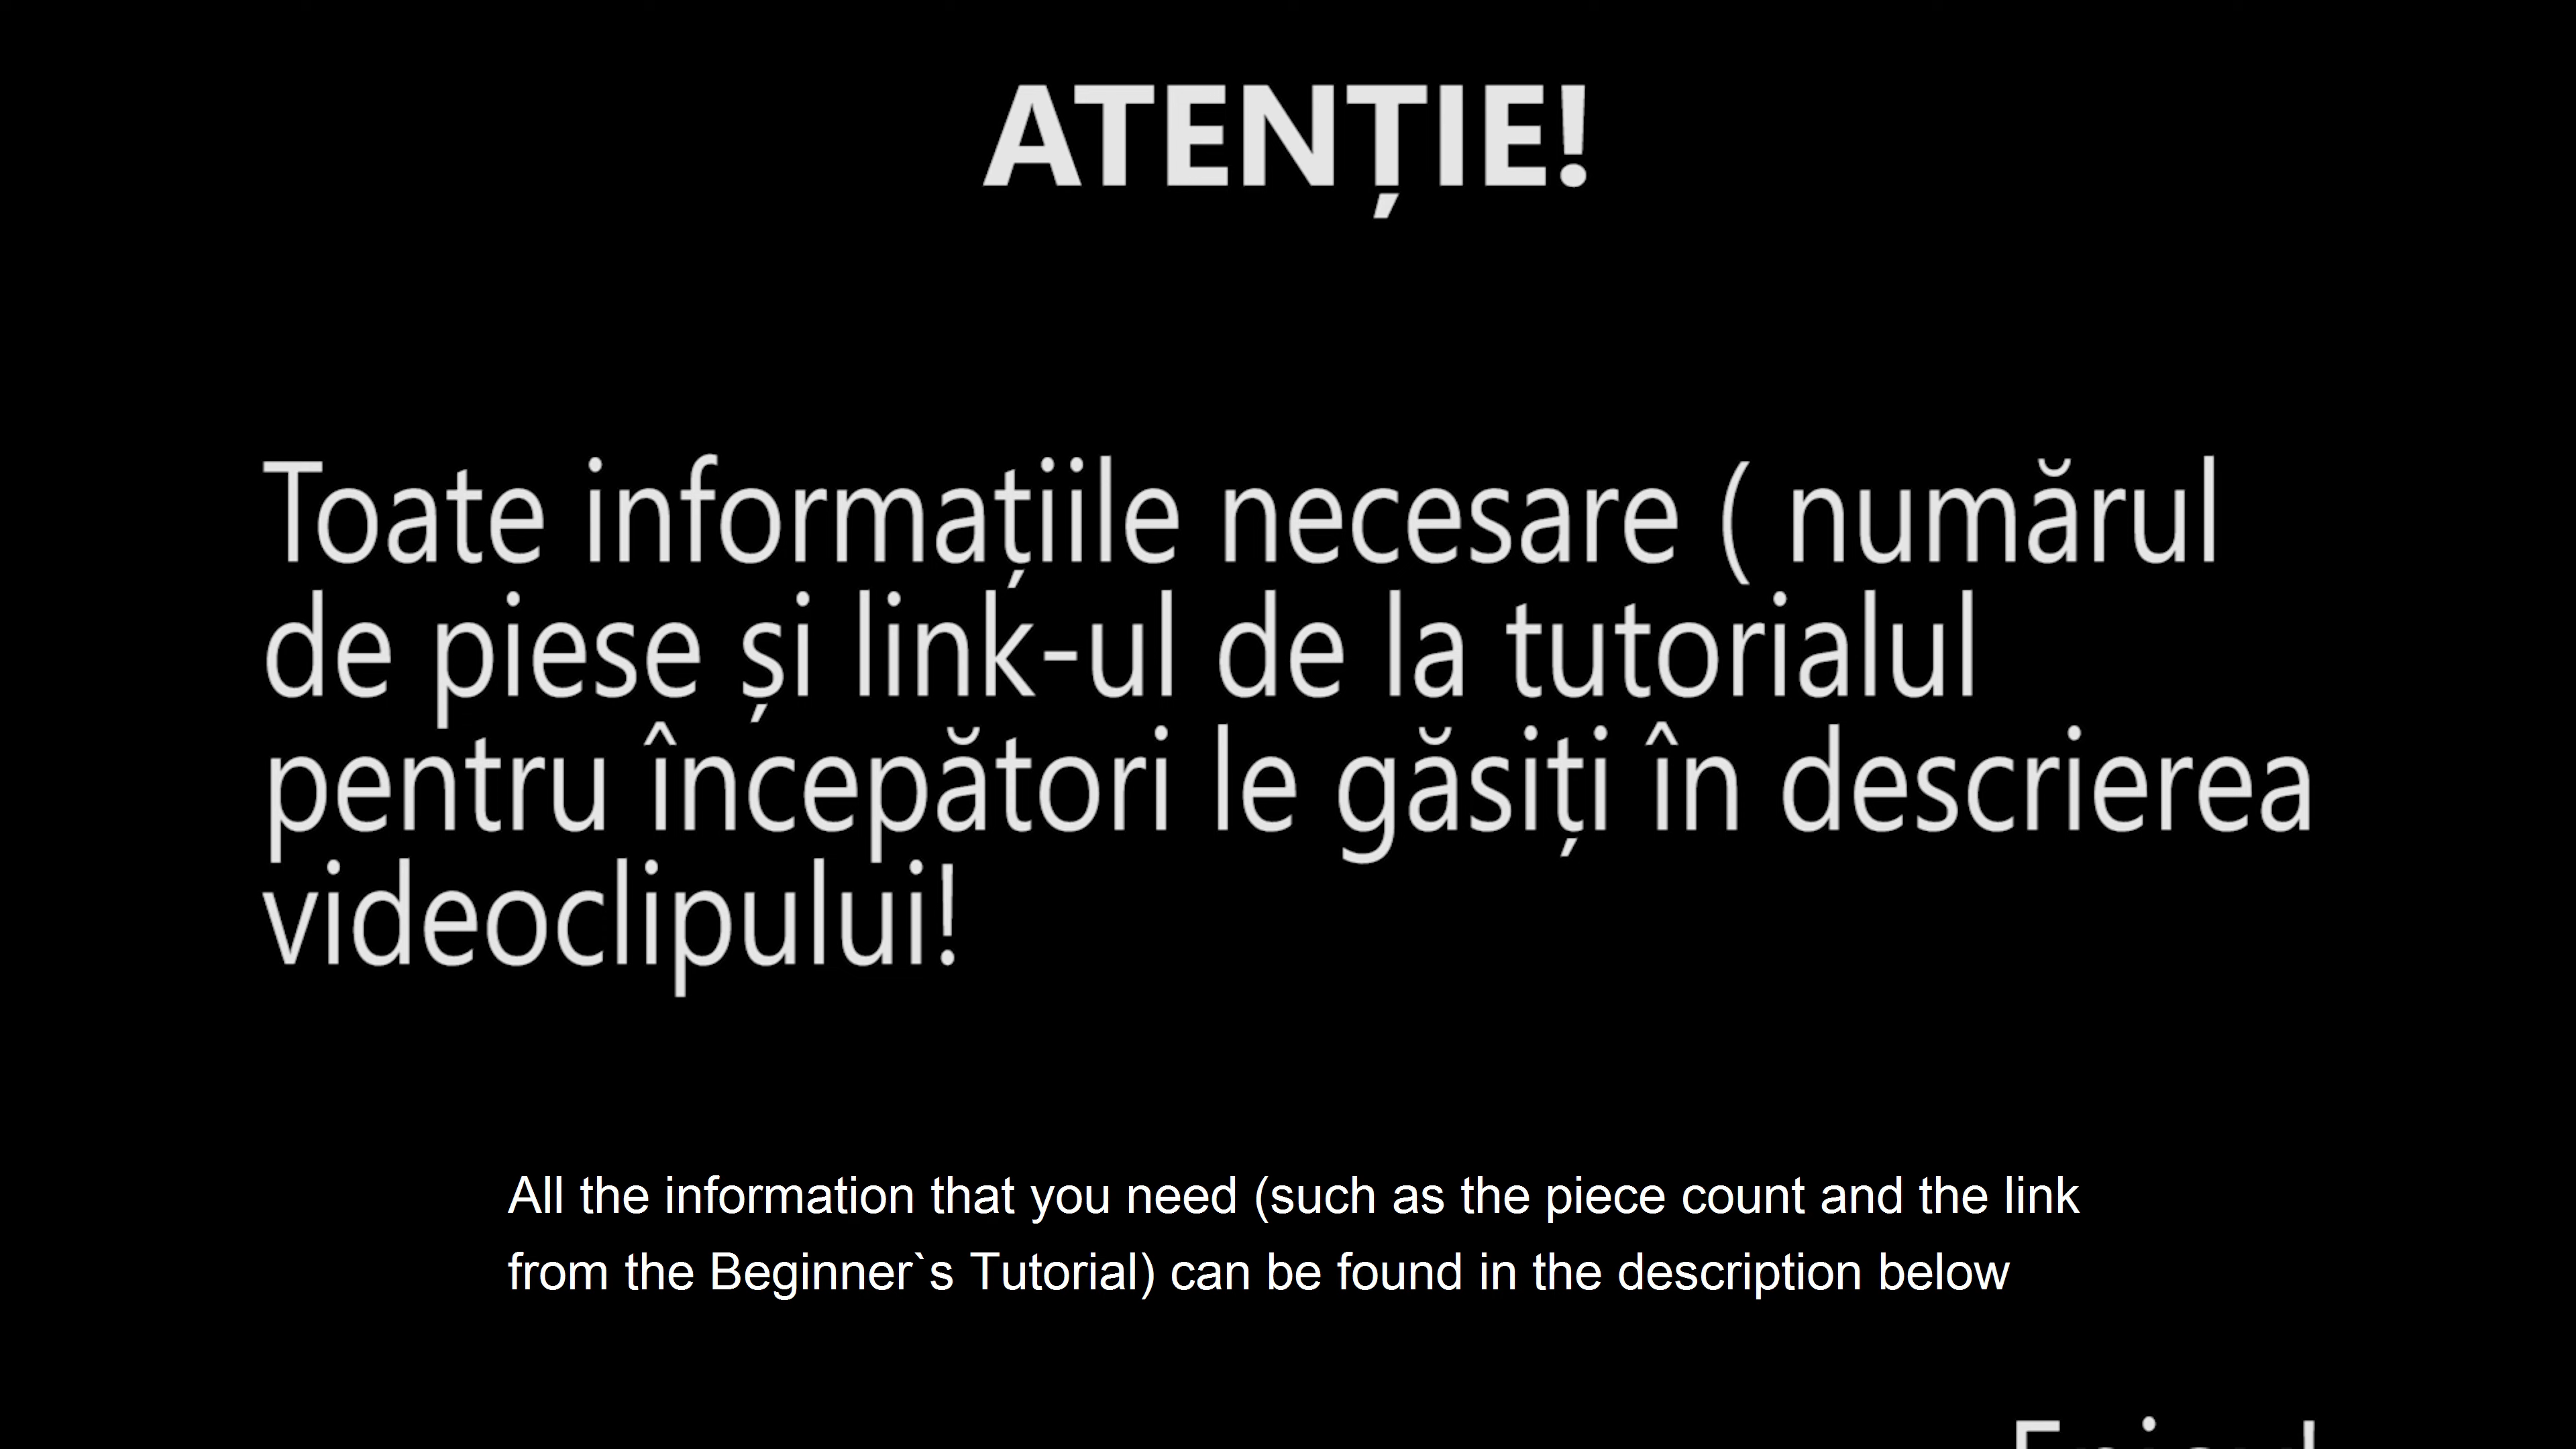 ATENȚIE!
Toate informațiile necesare ( numărul
de piese și link-ul de la tutorialul
pentru începători le găsiți în descrierea
videoclipului!
All the information that you need (such as the piece count and the link
from the Beginner`s Tutorial) can be found in the description below